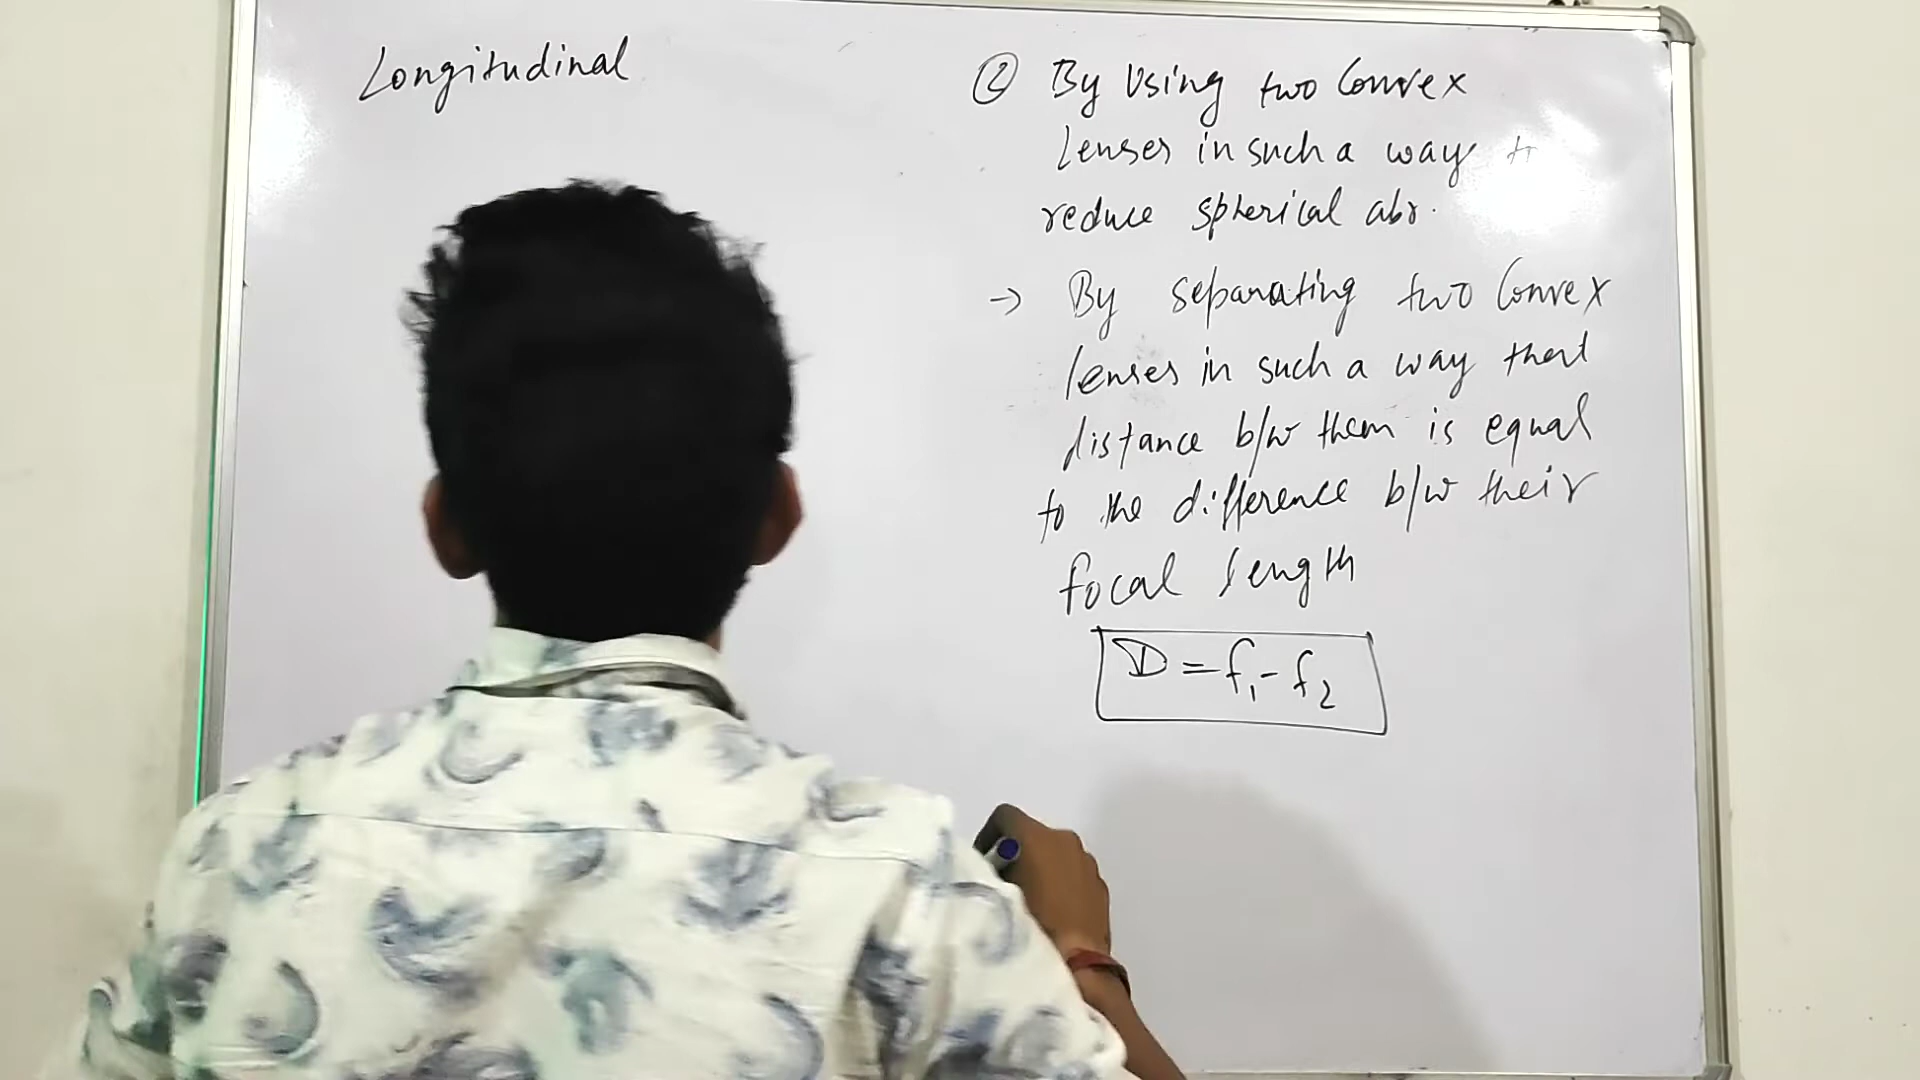 Longitudinal
② By Using two Convex
lenses in such a way to
reduce spherical abr.
→ By separating two Convex
lenses in such a way that
distance b/w them is equal
to the difference b/w their
focal length
D = f₁ - f₂